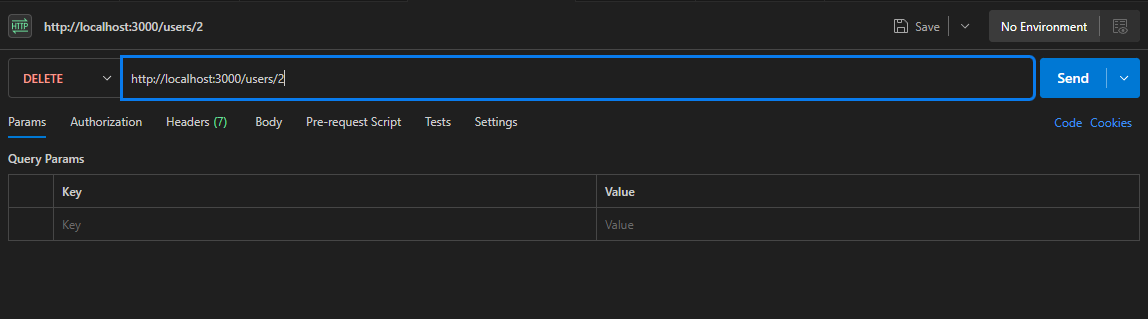 HTTP http://localhost:3000/users/2 Save No Environment
DELETE http://localhost:3000/users/2 Send
Params Authorization Headers (7) Body Pre-request Script Tests Settings Code Cookies
Query Params
Key Value
Key Value